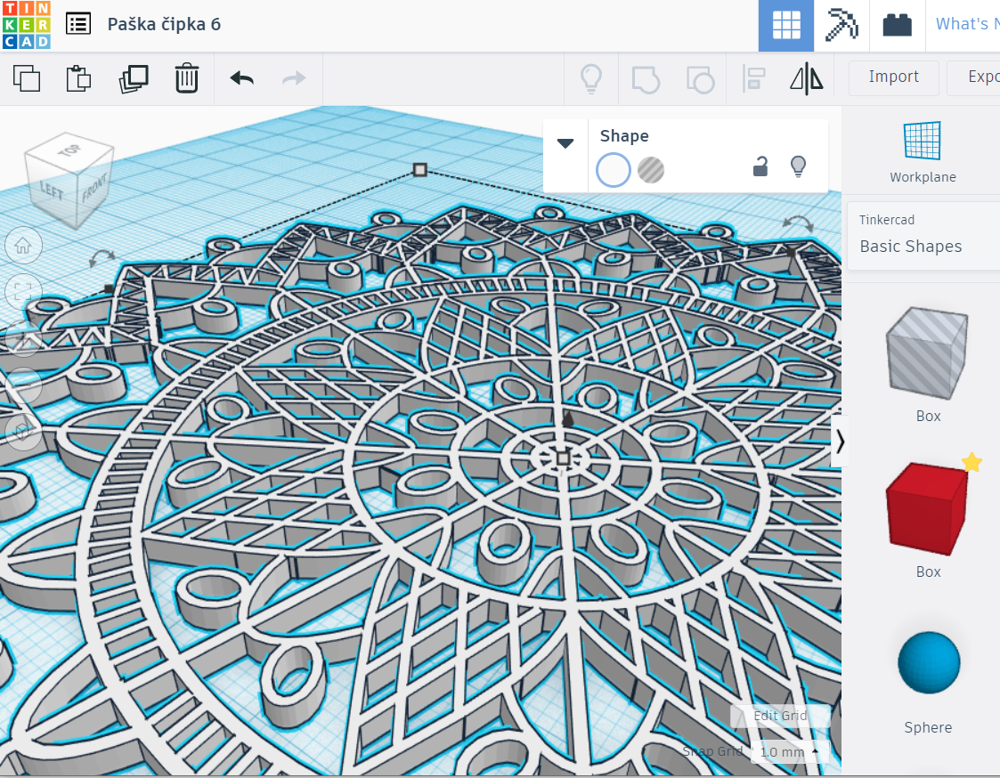 TIN
KER
CAD
Paška čipka 6
What's N
Import
Expo
TOP
LEFT
FRONT
Shape
Workplane
Tinkercad
Basic Shapes
Box
Box
Sphere
Edit Grid
Snap Grid
1.0 mm